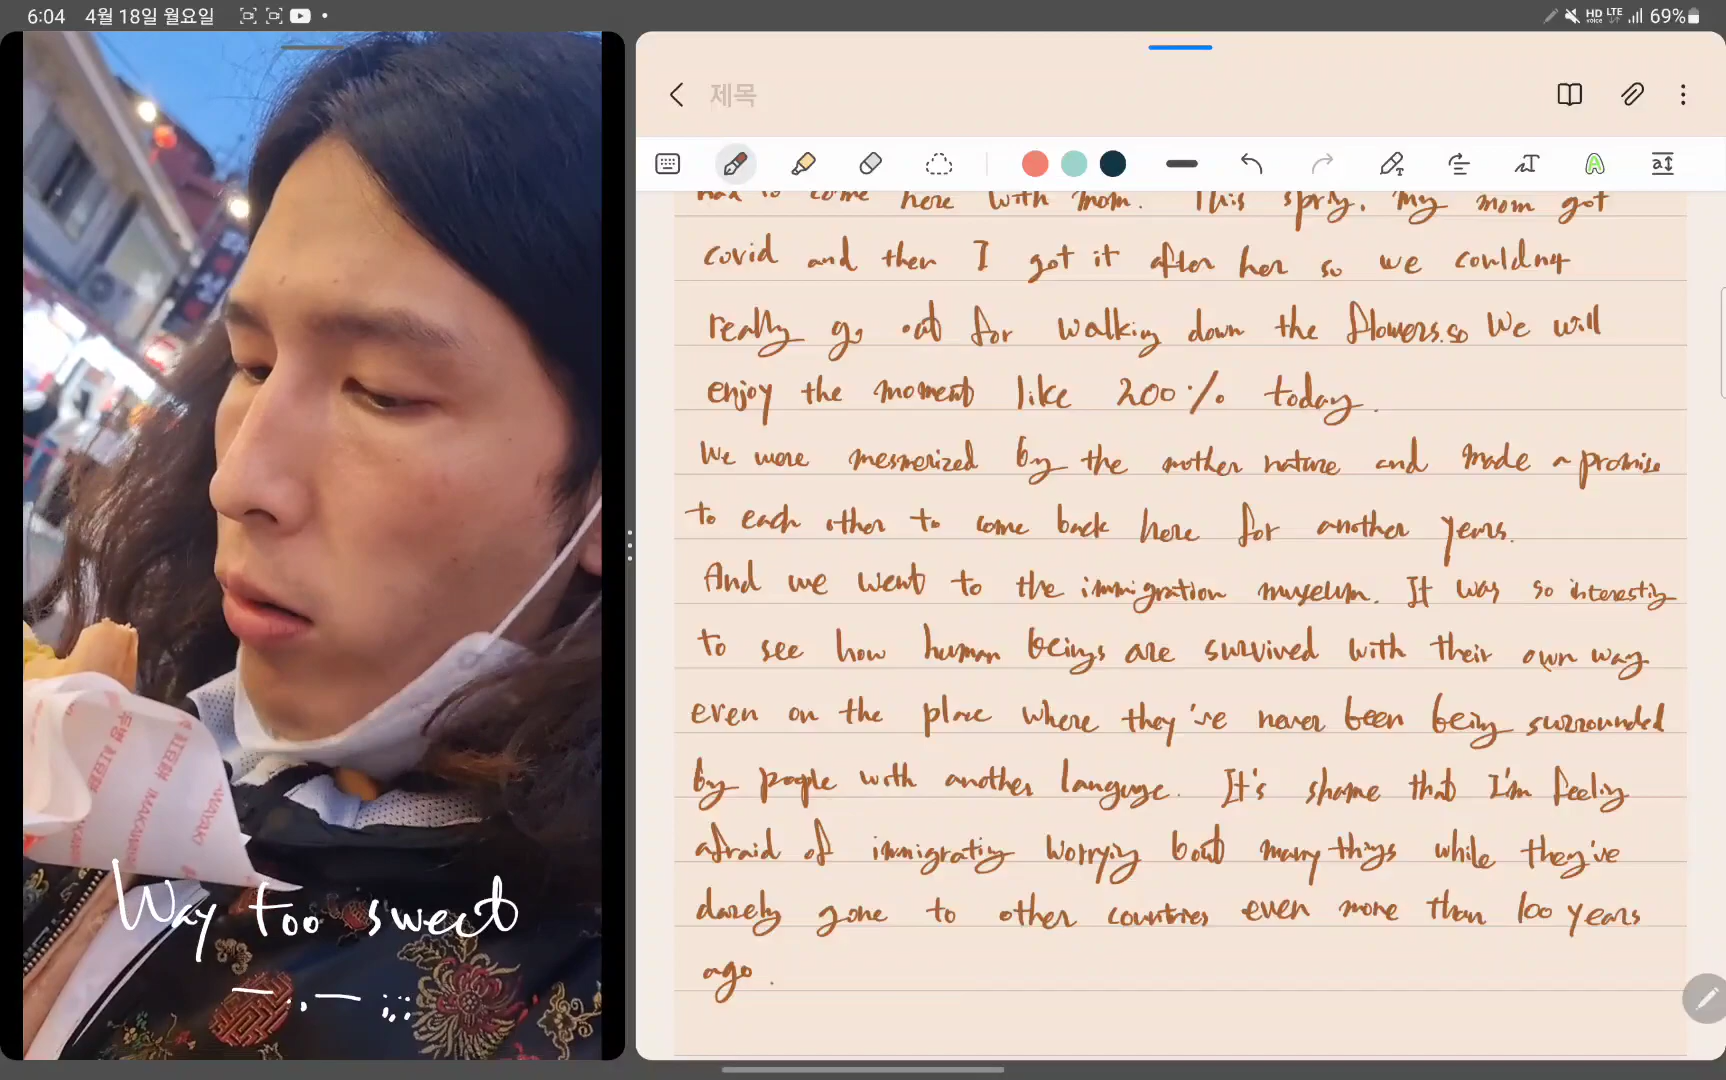 6:04 4월 18일 월요일
HD voice LTE 69%
제목
had to come here with mom. This spring, my mom got
covid and then I got it after her so we couldn't
really go out for walking down the flowers. so We will
enjoy the moment like 200% today.
We were mesmerized by the mother nature and made a promise
to each other to come back here for another years.
And we went to the immigration museum. It was so interesting
to see how human beings are survived with their own way
even on the place where they've never been being surrounded
by people with another language. It's shame that I'm feeling
afraid of immigrating worrying bout many things while they've
darely gone to other countries even more than 100 years
ago.
Way too sweet